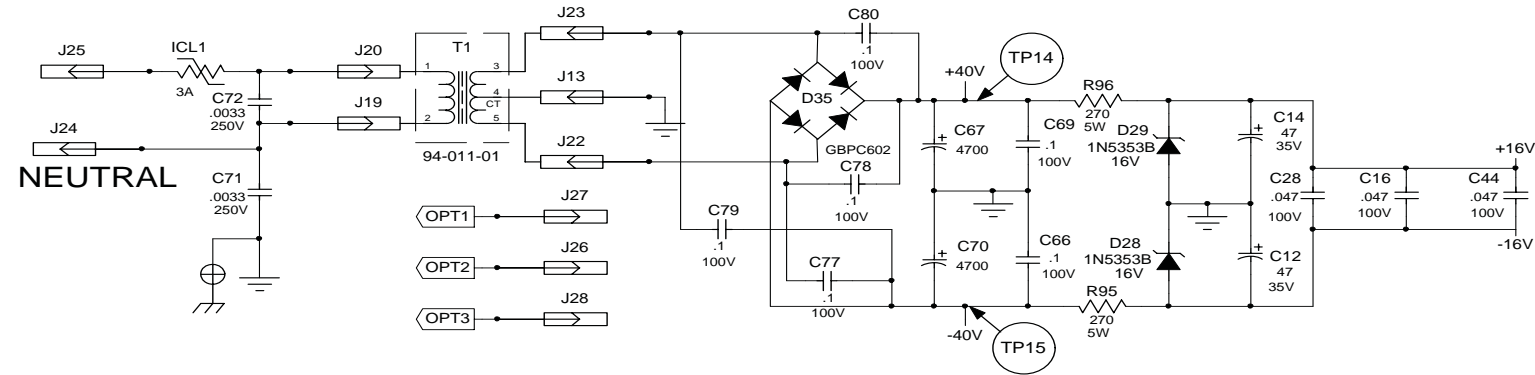 J25
ICL1
3A
J20
T1
J23
C80
.1
100V
TP14
+40V
C72
.0033
250V
J19
1
2
3
4
CT
5
94-011-01
J13
J22
D35
GBPC602
R96
270
5W
C67
4700
C69
.1
100V
D29
1N5353B
16V
C14
47
35V
+16V
J24
NEUTRAL
C71
.0033
250V
C78
.1
100V
C28
.047
100V
C16
.047
100V
C44
.047
100V
-16V
OPT1
J27
C79
.1
100V
OPT2
J26
C77
.1
100V
C70
4700
C66
.1
100V
D28
1N5353B
16V
C12
47
35V
OPT3
J28
R95
270
5W
-40V
TP15